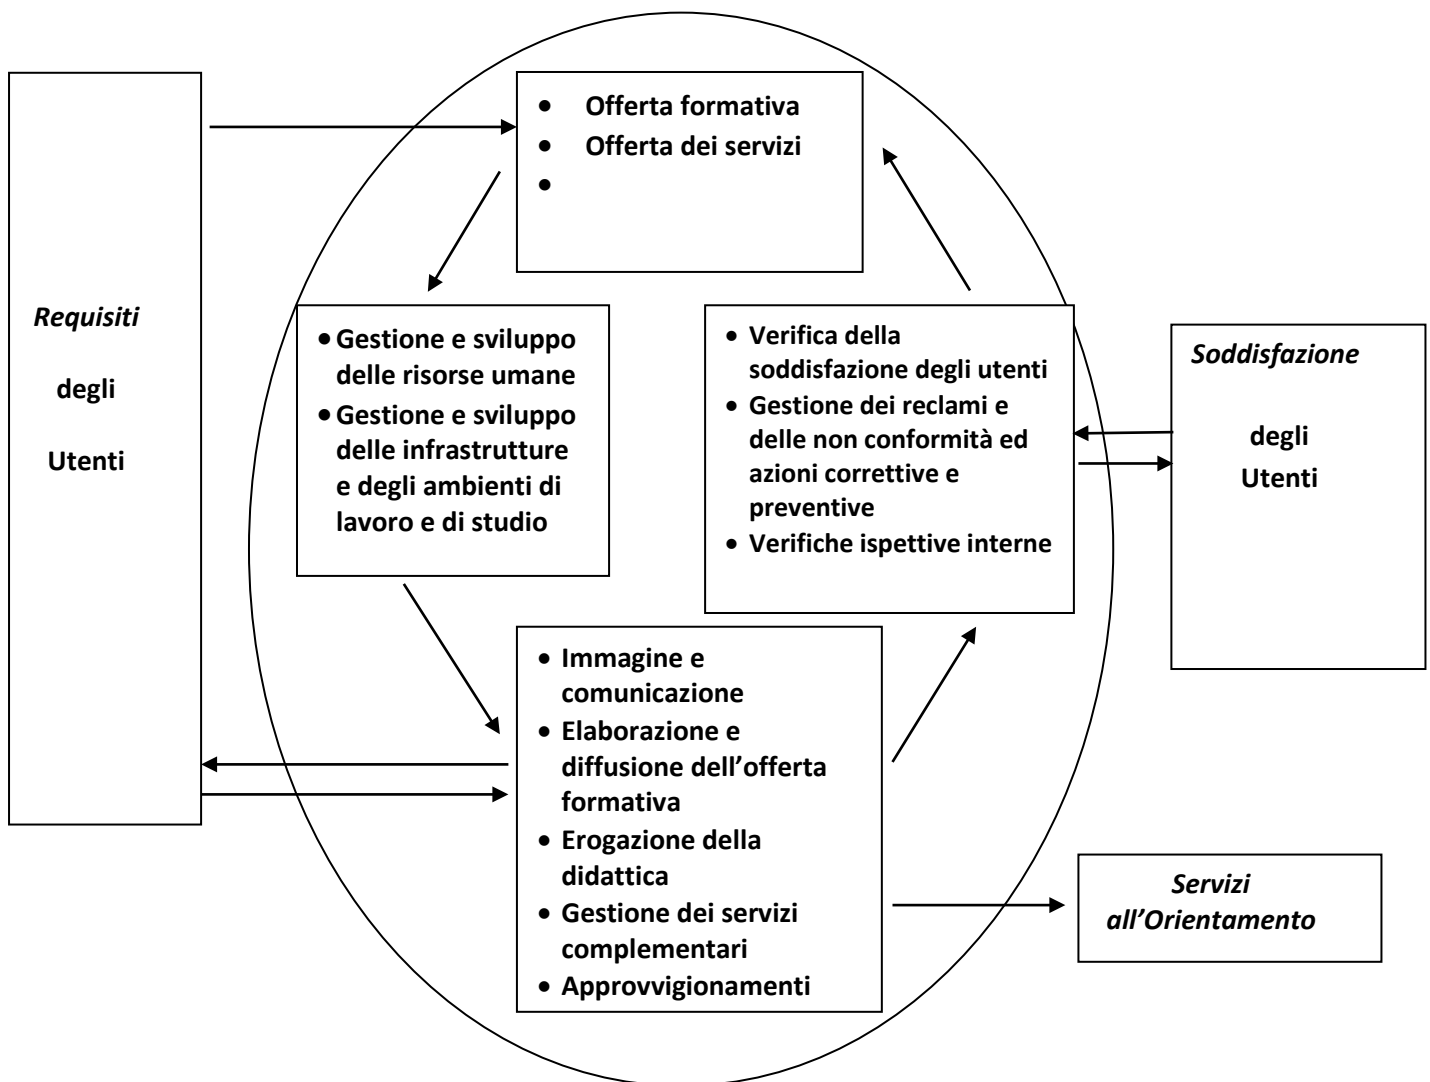 • Offerta formativa
• Offerta dei servizi
•
Requisiti
degli
Utenti
• Gestione e sviluppo
delle risorse umane
• Gestione e sviluppo
delle infrastrutture
e degli ambienti di
lavoro e di studio
• Verifica della
soddisfazione degli utenti
• Gestione dei reclami e
delle non conformità ed
azioni correttive e
preventive
• Verifiche ispettive interne
Soddisfazione
degli
Utenti
• Immagine e
comunicazione
• Elaborazione e
diffusione dell’offerta
formativa
• Erogazione della
didattica
• Gestione dei servizi
complementari
• Approvvigionamenti
Servizi
all’Orientamento